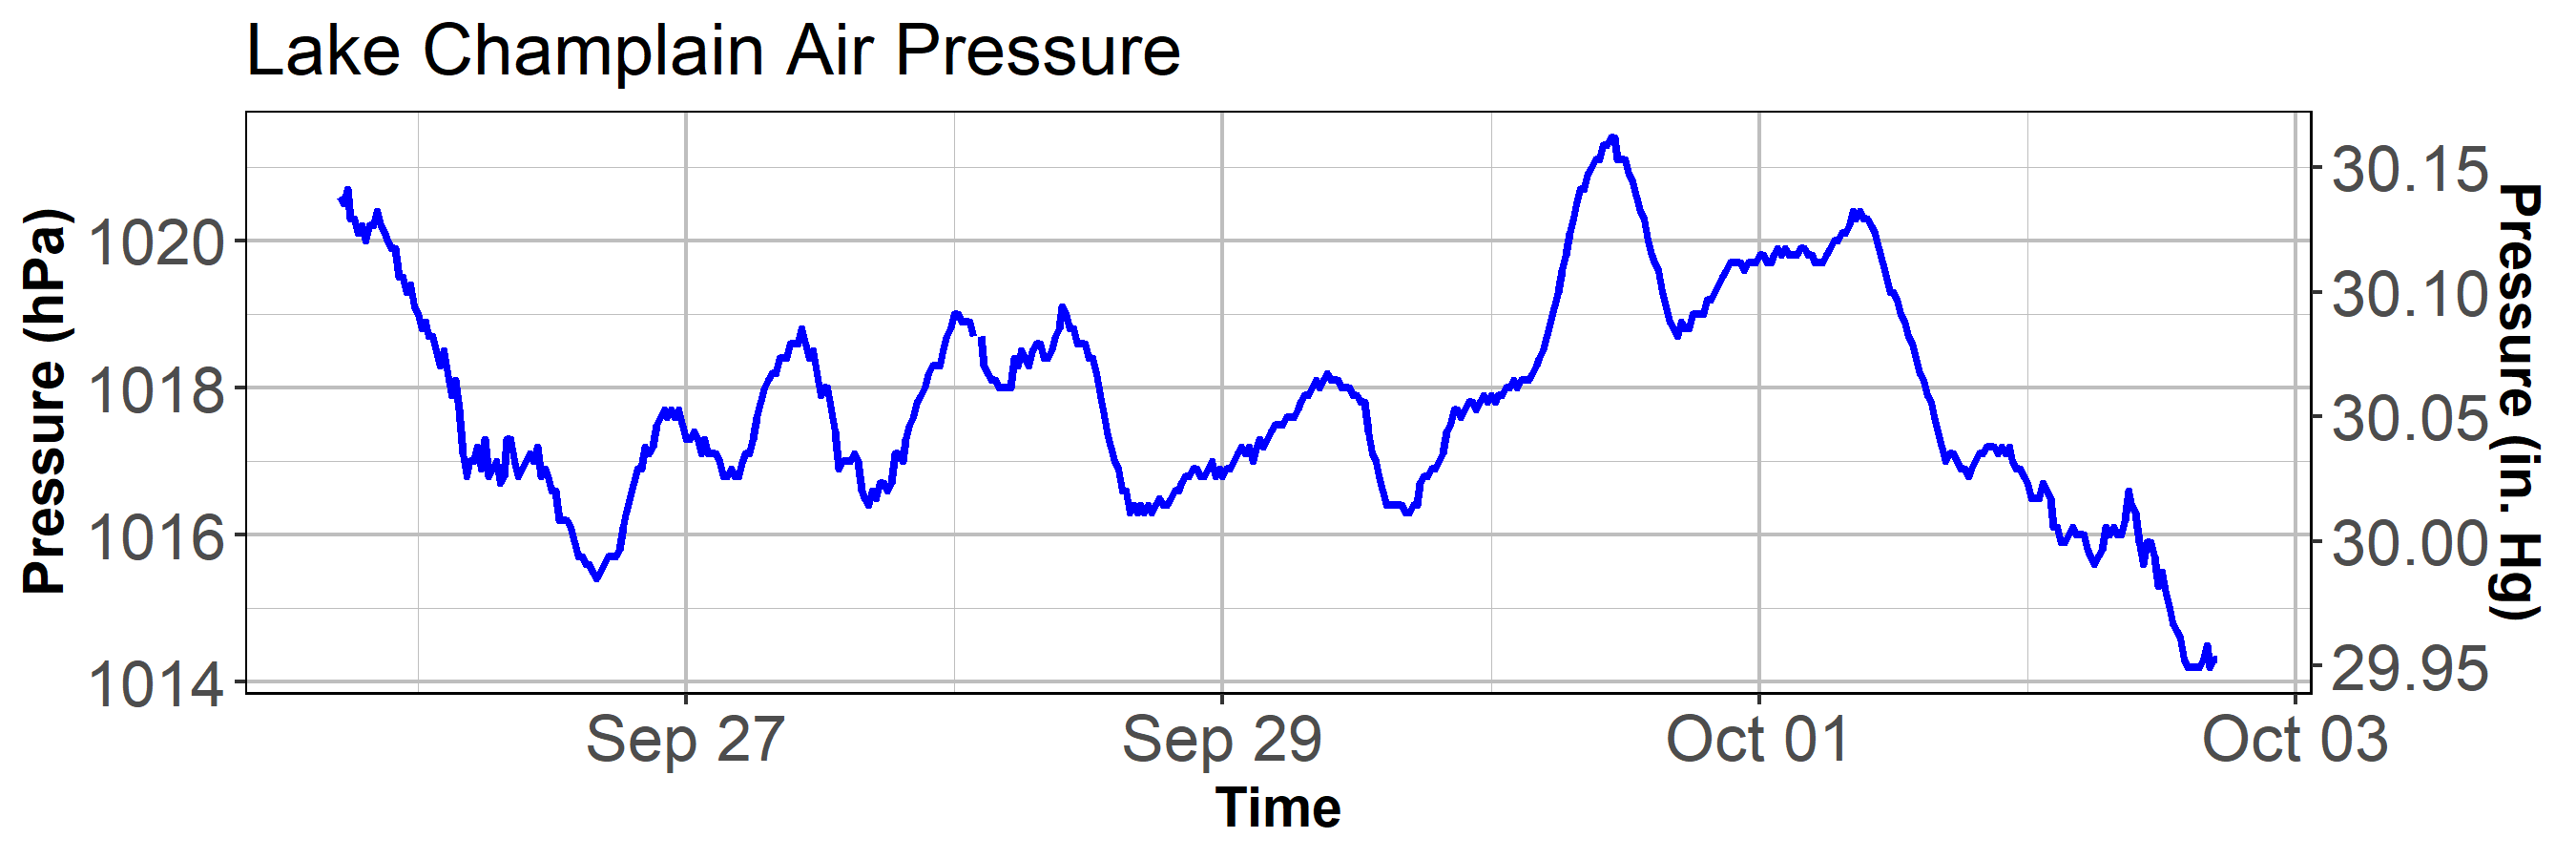 Lake Champlain Air Pressure
Pressure (hPa)
1020
1018
1016
1014
30.15
30.10
30.05
30.00
29.95
Pressure (in. Hg)
Sep 27
Sep 29
Oct 01
Oct 03
Time